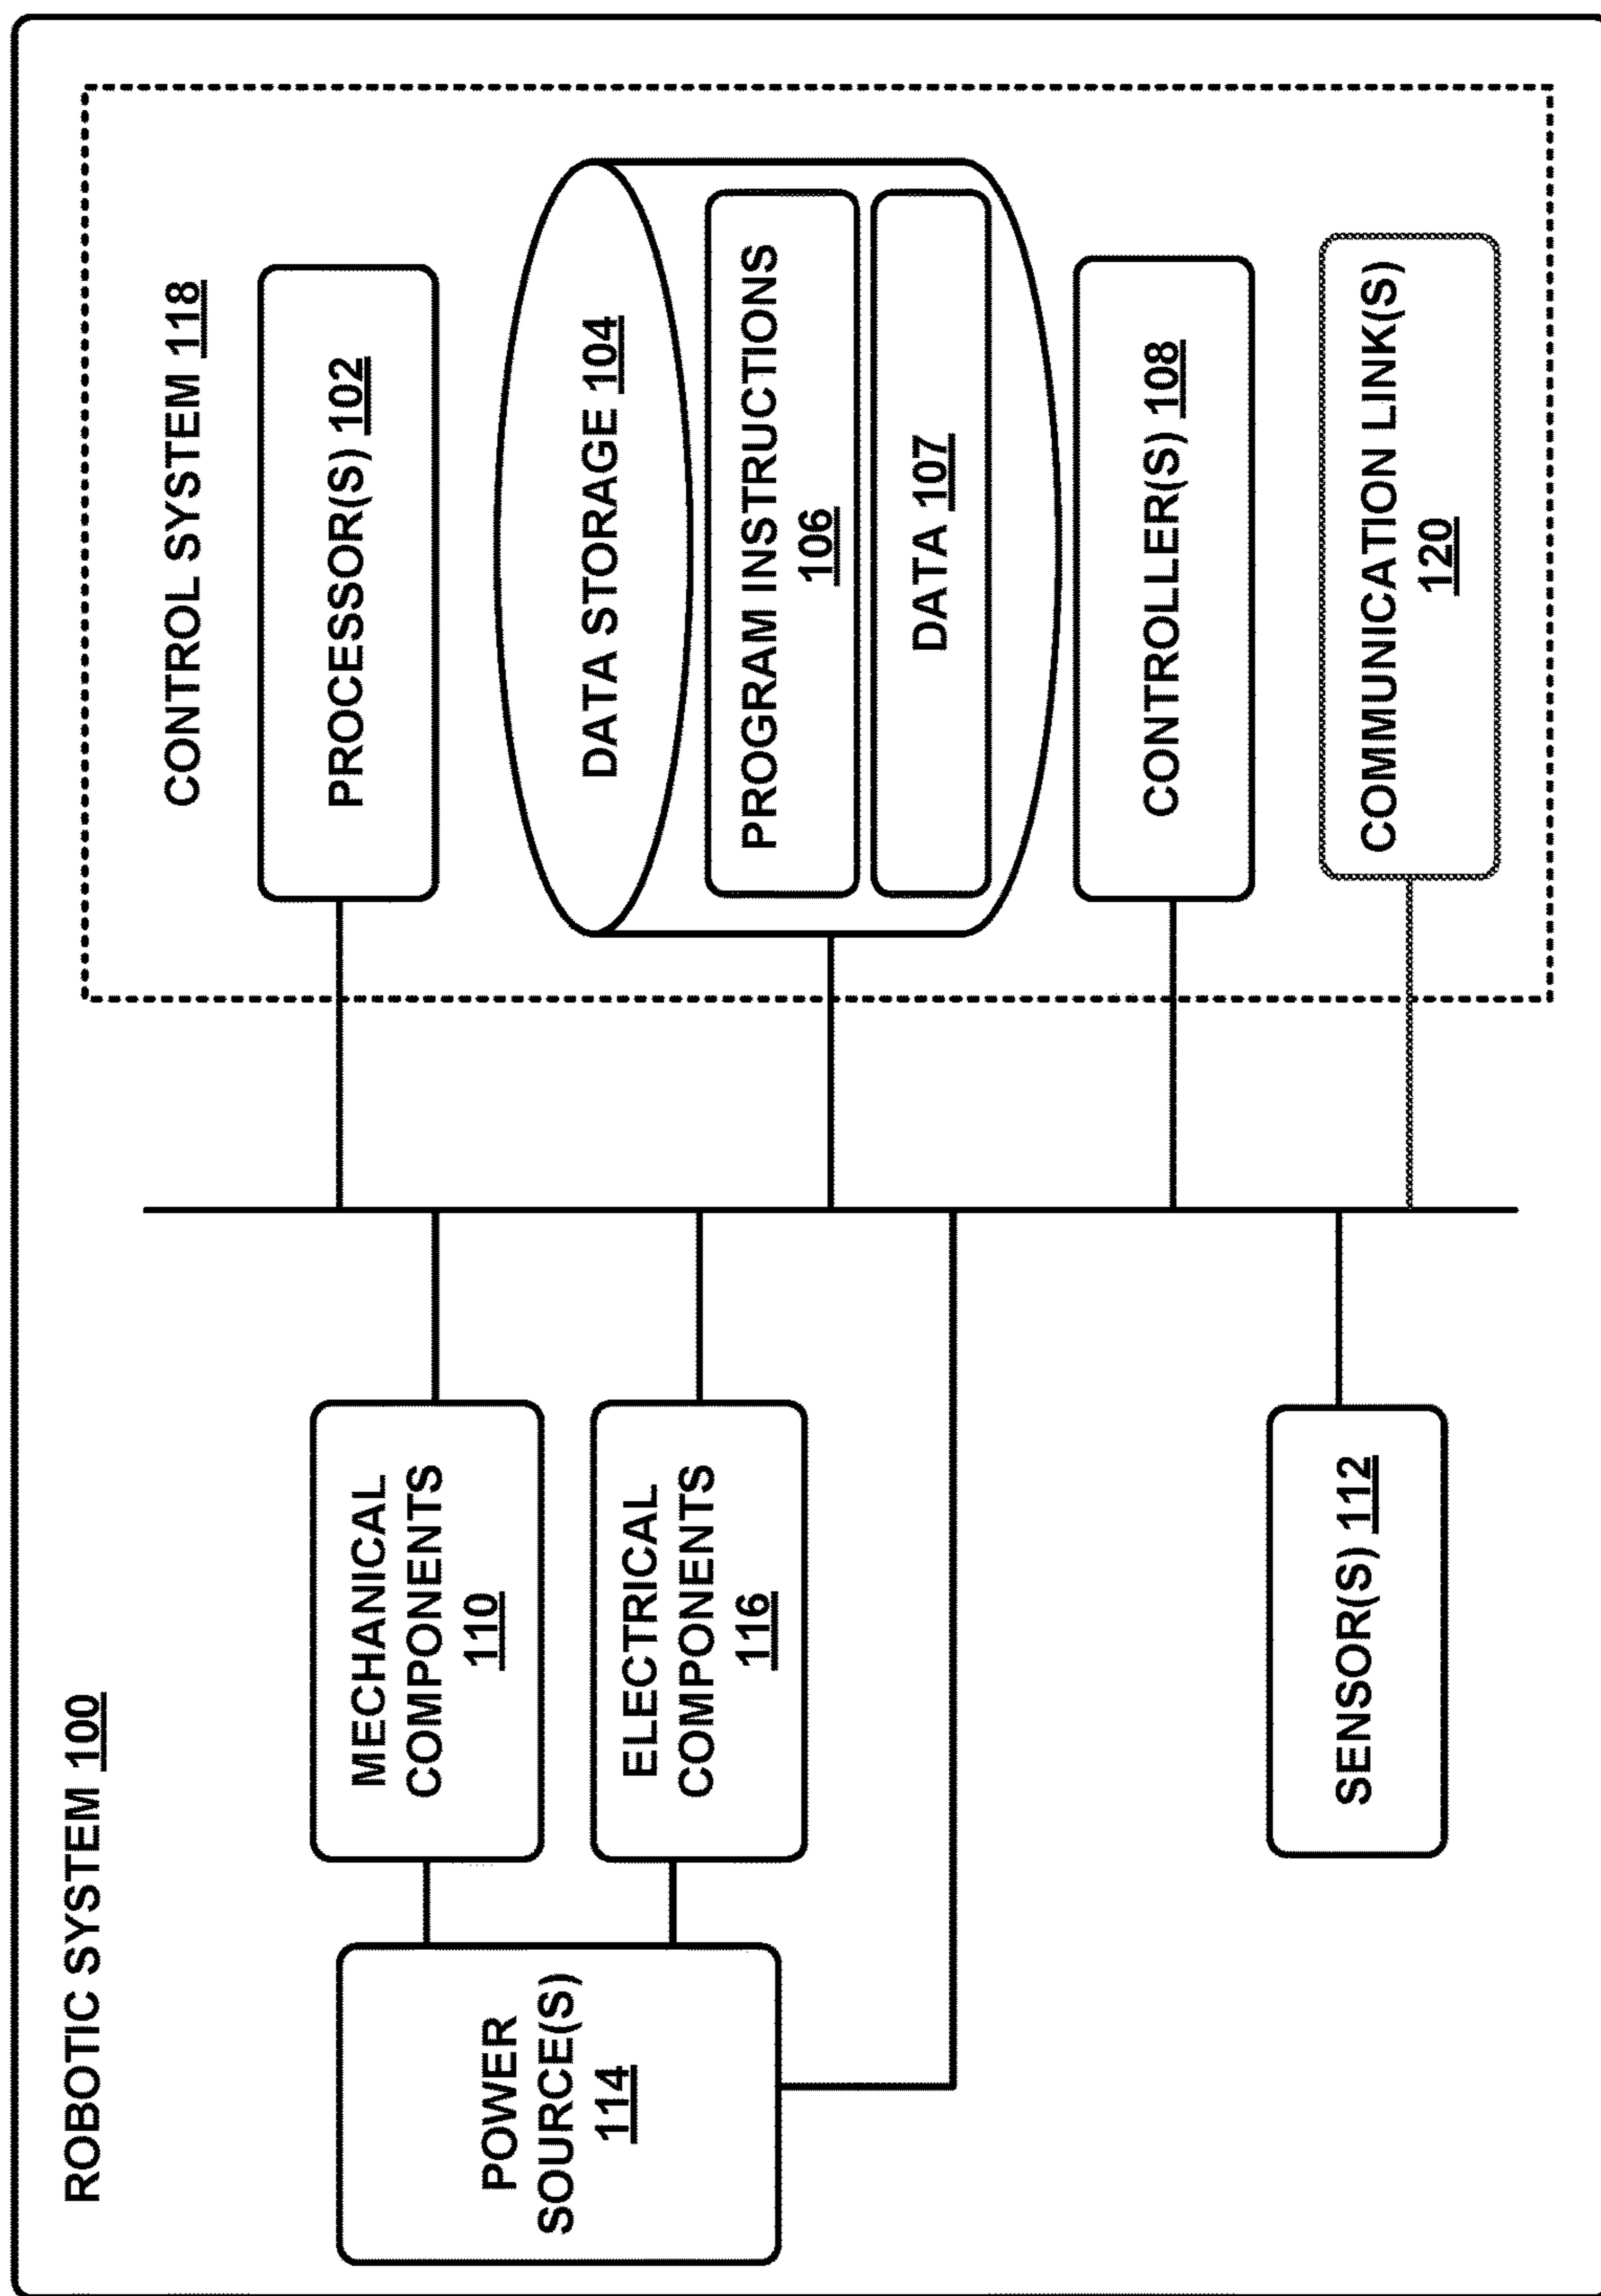 ROBOTIC SYSTEM 100
POWER
SOURCE(S)
114
MECHANICAL
COMPONENTS
110
ELECTRICAL
COMPONENTS
116
SENSOR(S) 112
CONTROL SYSTEM 118
PROCESSOR(S) 102
DATA STORAGE 104
PROGRAM INSTRUCTIONS
106
DATA 107
CONTROLLER(S) 108
COMMUNICATION LINK(S)
120